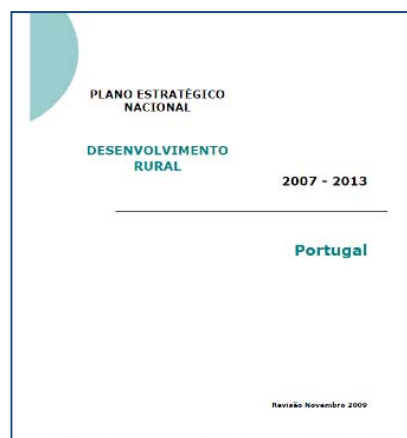 PLANO ESTRATÉGICO
NACIONAL
DESENVOLVIMENTO
RURAL
2007 - 2013
Portugal
Revisão Novembro 2009